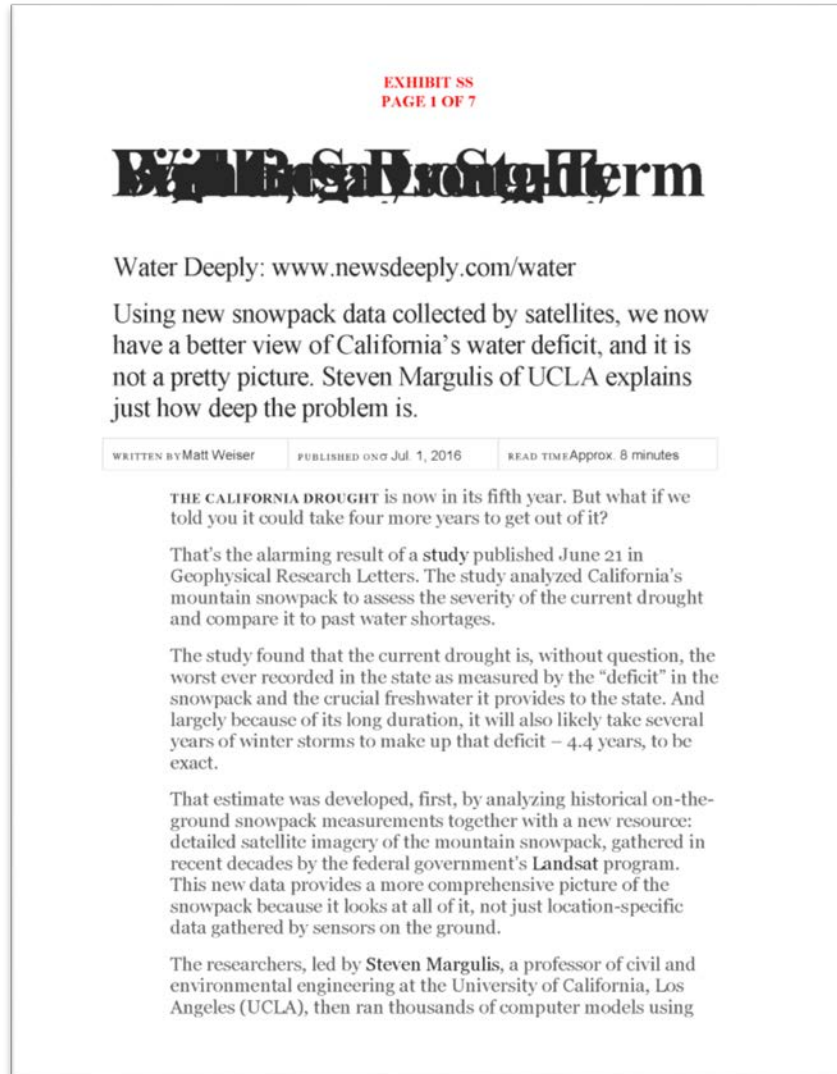 EXHIBIT SS
PAGE 1 OF 7
Term
Water Deeply: www.newsdeeply.com/water
Using new snowpack data collected by satellites, we now
have a better view of California's water deficit, and it is
not a pretty picture. Steven Margulis of UCLA explains
just how deep the problem is.
WRITTEN BY Matt Weiser PUBLISHED ON Jul. 1, 2016 READ TIME Approx. 8 minutes
THE CALIFORNIA DROUGHT is now in its fifth year. But what if we
told you it could take four more years to get out of it?
That's the alarming result of a study published June 21 in
Geophysical Research Letters. The study analyzed California's
mountain snowpack to assess the severity of the current drought
and compare it to past water shortages.
The study found that the current drought is, without question, the
worst ever recorded in the state as measured by the “deficit” in the
snowpack and the crucial freshwater it provides to the state. And
largely because of its long duration, it will also likely take several
years of winter storms to make up that deficit – 4.4 years, to be
exact.
That estimate was developed, first, by analyzing historical on-the-
ground snowpack measurements together with a new resource:
detailed satellite imagery of the mountain snowpack, gathered in
recent decades by the federal government's Landsat program.
This new data provides a more comprehensive picture of the
snowpack because it looks at all of it, not just location-specific
data gathered by sensors on the ground.
The researchers, led by Steven Margulis, a professor of civil and
environmental engineering at the University of California, Los
Angeles (UCLA), then ran thousands of computer models using